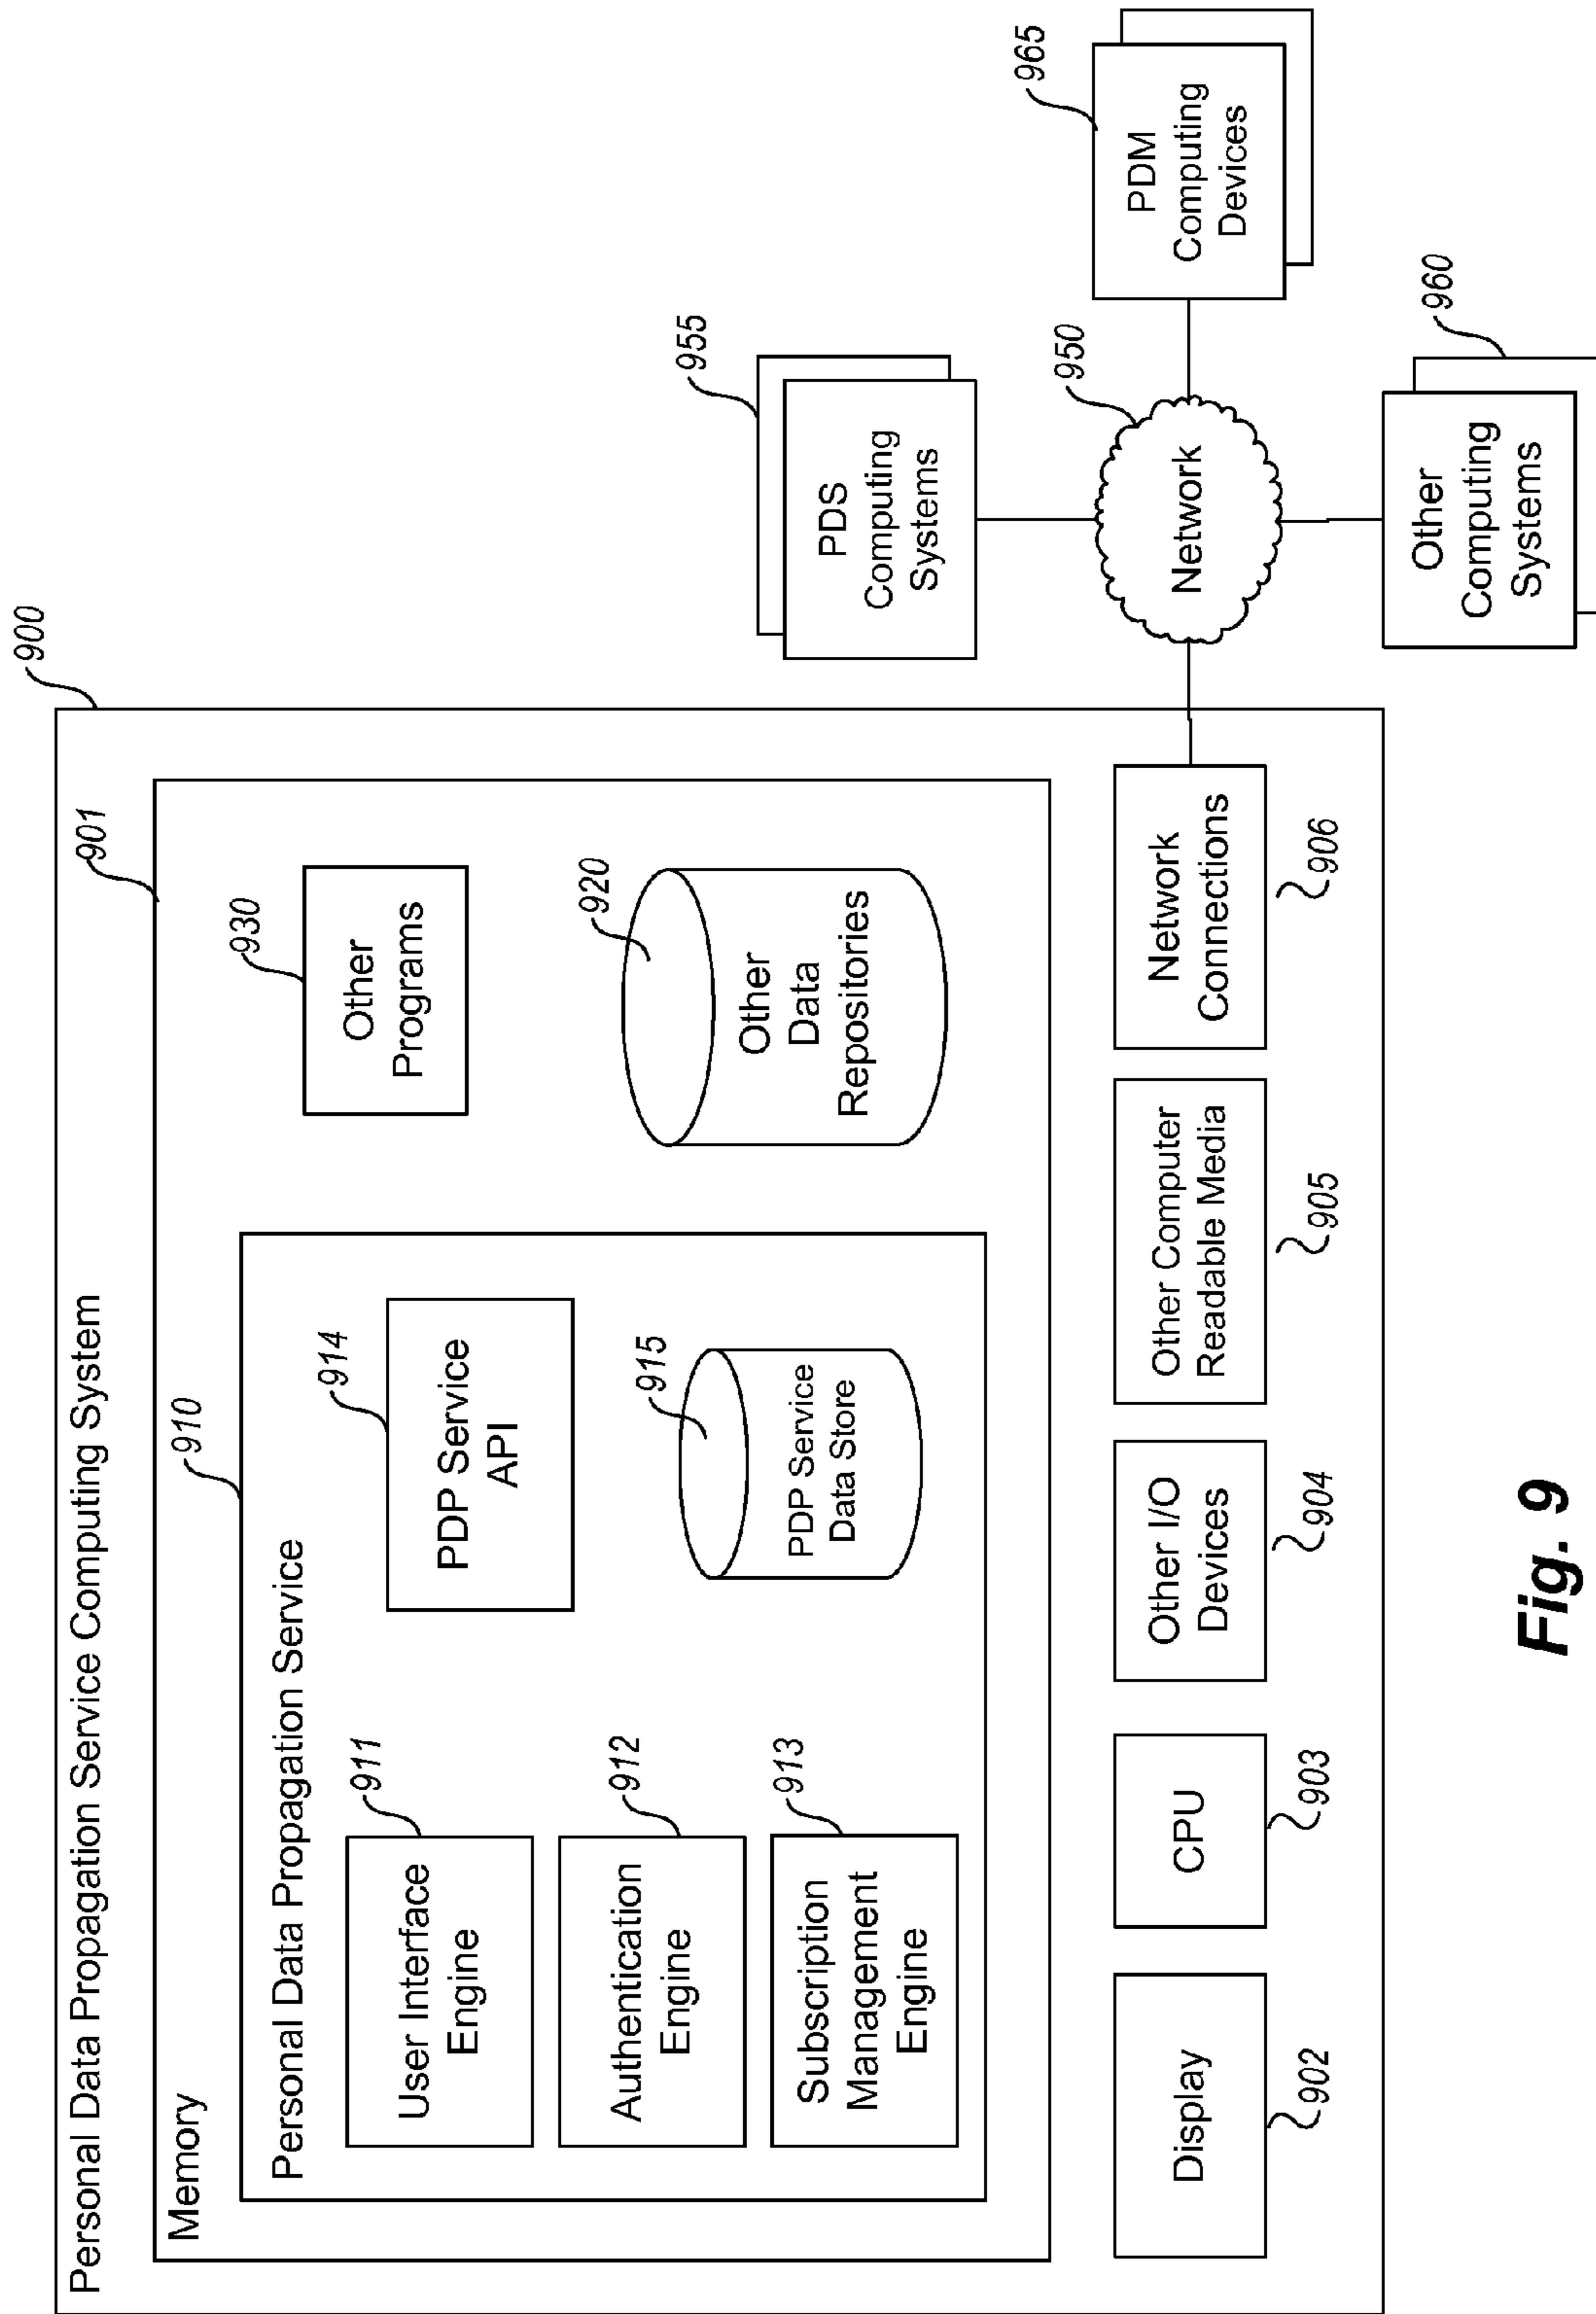 Personal Data Propagation Service Computing System
900
Memory
901
Personal Data Propagation Service
910
User Interface
Engine
911
Authentication
Engine
912
Subscription
Management
Engine
913
PDP Service
API
914
PDP Service
Data Store
915
Other
Programs
930
Other
Data
Repositories
920
Display
902
CPU
903
Other I/O
Devices
904
Other Computer
Readable Media
905
Network
Connections
906
PDS
Computing
Systems
955
Network
950
Other
Computing
Systems
960
PDM
Computing
Devices
965
Fig. 9